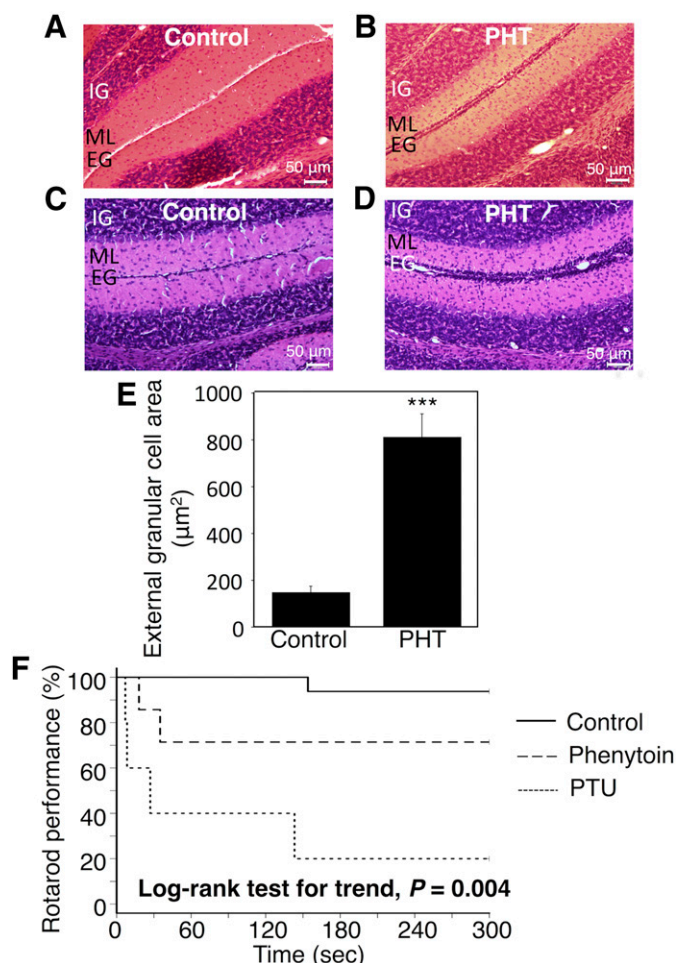 A
Control
IG
ML
EG
50 µm
B
PHT
IG
ML
EG
50 µm
C
Control
IG
ML
EG
50 µm
D
PHT
IG
ML
EG
50 µm
E
External granular cell area
(µm²)
1000
800
600
400
200
0
***
Control
PHT
F
Rotarod performance (%)
100
80
60
40
20
0
Log-rank test for trend, P = 0.004
0 60 120 180 240 300
Time (sec)
Control
Phenytoin
PTU